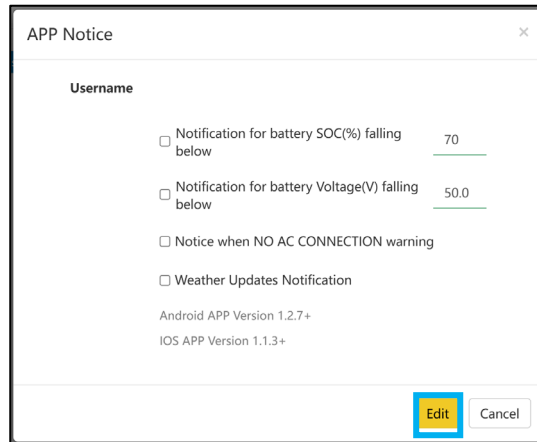 APP Notice ×
Username
Notification for battery SOC(%) falling
below
70
Notification for battery Voltage(V) falling
below
50.0
Notice when NO AC CONNECTION warning
Weather Updates Notification
Android APP Version 1.2.7+
IOS APP Version 1.1.3+
Edit Cancel